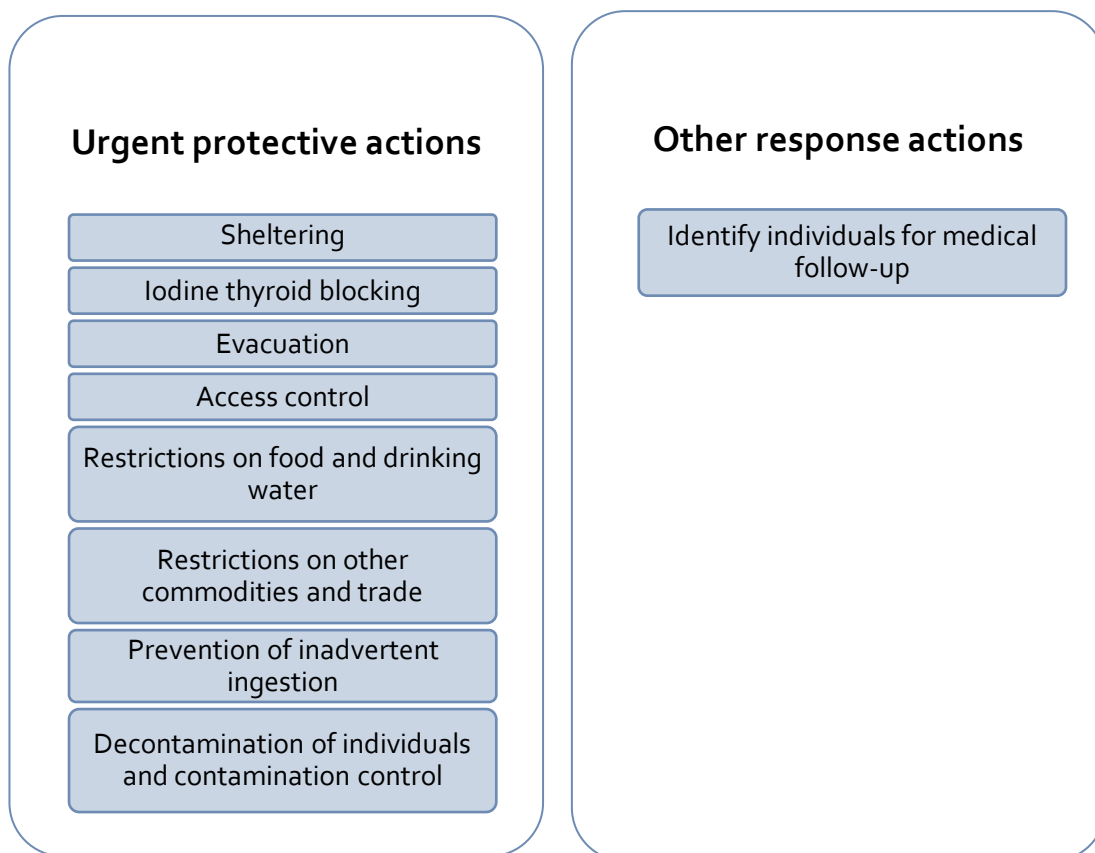 Urgent protective actions
Sheltering
Iodine thyroid blocking
Evacuation
Access control
Restrictions on food and drinking
water
Restrictions on other
commodities and trade
Prevention of inadvertent
ingestion
Decontamination of individuals
and contamination control
Other response actions
Identify individuals for medical
follow-up